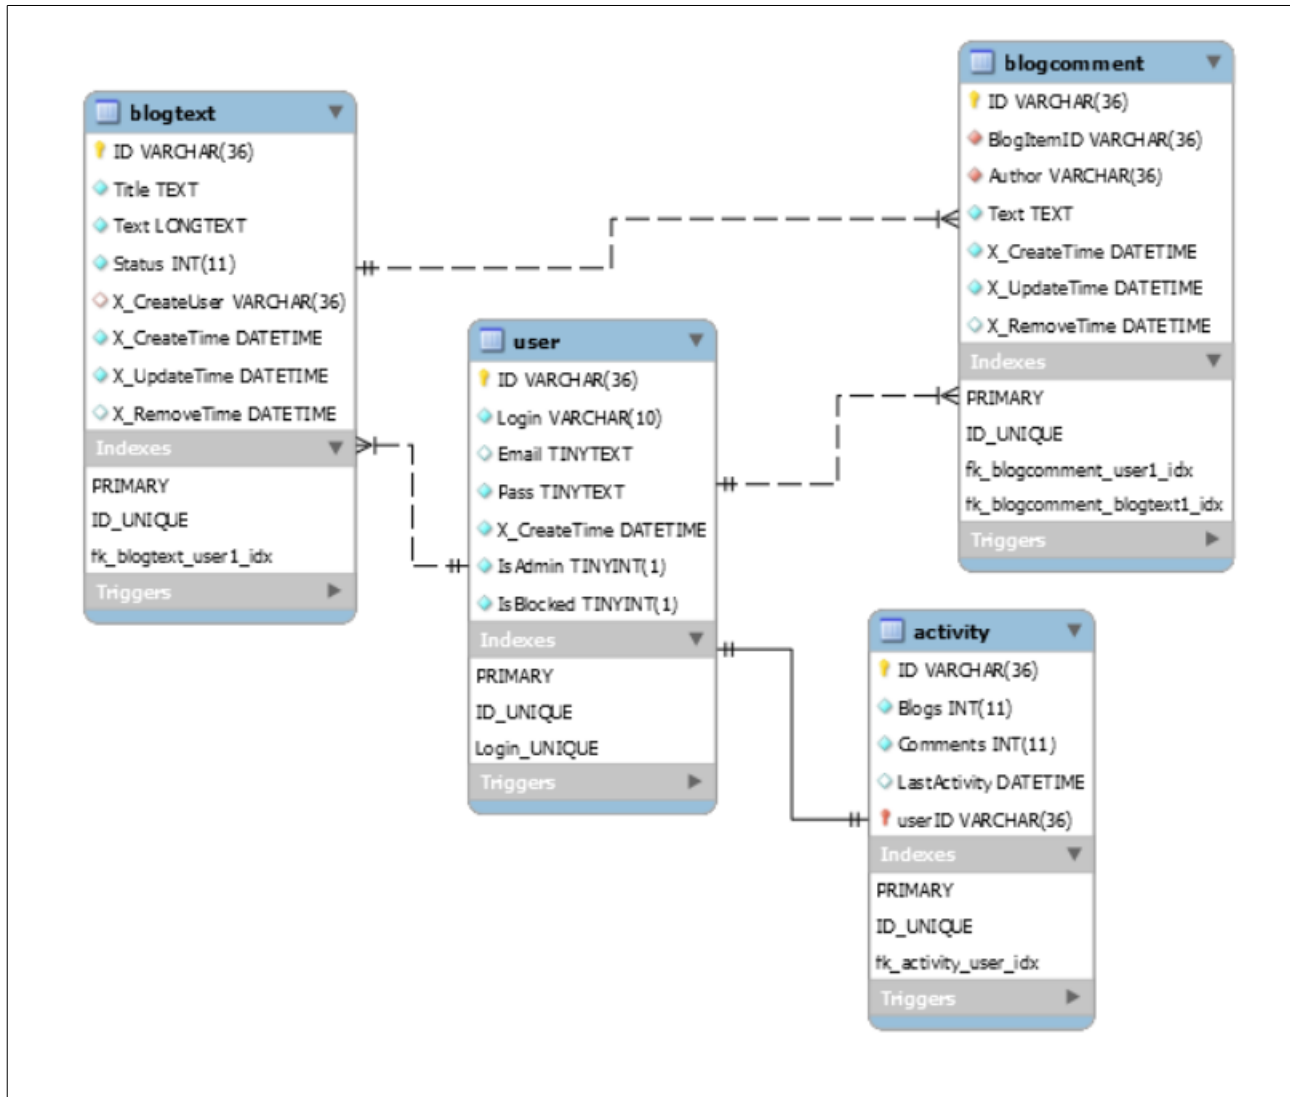 blogtext
ID VARCHAR(36)
Title TEXT
Text LONGTEXT
Status INT(11)
X_CreateUser VARCHAR(36)
X_CreateTime DATETIME
X_UpdateTime DATETIME
X_RemoveTime DATETIME
Indexes
PRIMARY
ID_UNIQUE
fk_blogtext_user1_idx
Triggers
user
ID VARCHAR(36)
Login VARCHAR(10)
Email TINYTEXT
Pass TINYTEXT
X_CreateTime DATETIME
IsAdmin TINYINT(1)
IsBlocked TINYINT(1)
Indexes
PRIMARY
ID_UNIQUE
Login_UNIQUE
Triggers
blogcomment
ID VARCHAR(36)
BlogItemID VARCHAR(36)
Author VARCHAR(36)
Text TEXT
X_CreateTime DATETIME
X_UpdateTime DATETIME
X_RemoveTime DATETIME
Indexes
PRIMARY
ID_UNIQUE
fk_blogcomment_user1_idx
fk_blogcomment_blogtext1_idx
Triggers
activity
ID VARCHAR(36)
Blogs INT(11)
Comments INT(11)
LastActivity DATETIME
userID VARCHAR(36)
Indexes
PRIMARY
ID_UNIQUE
fk_activity_user_idx
Triggers